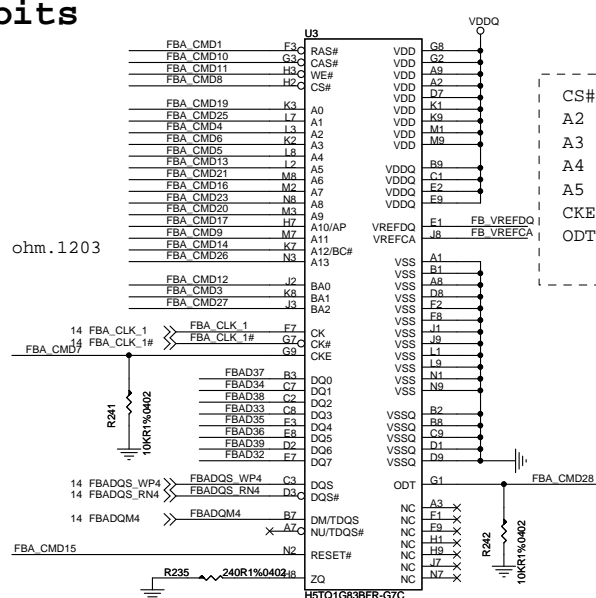 bits
U3
VDDQ
FBA_CMD1 F3 RAS# VDD G8
FBA_CMD10 G3 CAS# VDD G2
FBA_CMD11 H3 WE# VDD A9
FBA_CMD8 H2 CS# VDD A2
VDD D7
FBA_CMD19 K3 A0 VDD K1
FBA_CMD25 L7 A1 VDD K9
FBA_CMD4 L3 A2 VDD M1
FBA_CMD6 K2 A3 VDD M9
FBA_CMD5 L8 A4
FBA_CMD13 L2 A5 VDDQ B9
FBA_CMD21 M8 A6 VDDQ C1
FBA_CMD16 M2 A7 VDDQ E2
FBA_CMD23 N8 A8 VDDQ E9
FBA_CMD20 M3 A9
FBA_CMD17 H7 A10/AP VREFDQ E1 FB_VREFDQ
FBA_CMD9 M7 A11 VREFCA J8 FB_VREFCA
FBA_CMD14 K7 A12/BC#
FBA_CMD26 N3 A13 VSS A1
VSS B1
FBA_CMD12 J2 BA0 VSS A8
FBA_CMD3 K8 BA1 VSS D8
FBA_CMD27 J3 BA2 VSS F2
VSS F8
14 FBA_CLK_1 FBA_CLK_1 F7 CK VSS J1
14 FBA_CLK_1# FBA_CLK_1# G7 CK# VSS J9
FBA_CMD7 G9 CKE VSS L1
VSS L9
FBAD37 B3 DQ0 VSS N1
FBAD34 C7 DQ1 VSS N9
FBAD38 C2 DQ2
FBAD33 C8 DQ3 VSSQ B2
FBAD35 E3 DQ4 VSSQ B8
FBAD36 E8 DQ5 VSSQ C9
FBAD39 D2 DQ6 VSSQ D1
FBAD32 E7 DQ7 VSSQ D9
R241
10KR1%0402
14 FBADQS_WP4 FBADQS_WP4 C3 DQS ODT G1 FBA_CMD28
14 FBADQS_RN4 FBADQS_RN4 D3 DQS#
NC A3
14 FBADQM4 FBADQM4 B7 DM/TDQS NC F1
A7 NU/TDQS# NC F9
NC H1
FBA_CMD15 N2 RESET# NC H9
NC J7
R235 240R1%0402 H8 ZQ NC N7
R242
10KR1%0402
H5TQ1G83BFR-G7C
ohm.1203
CS#
A2
A3
A4
A5
CKE
ODT